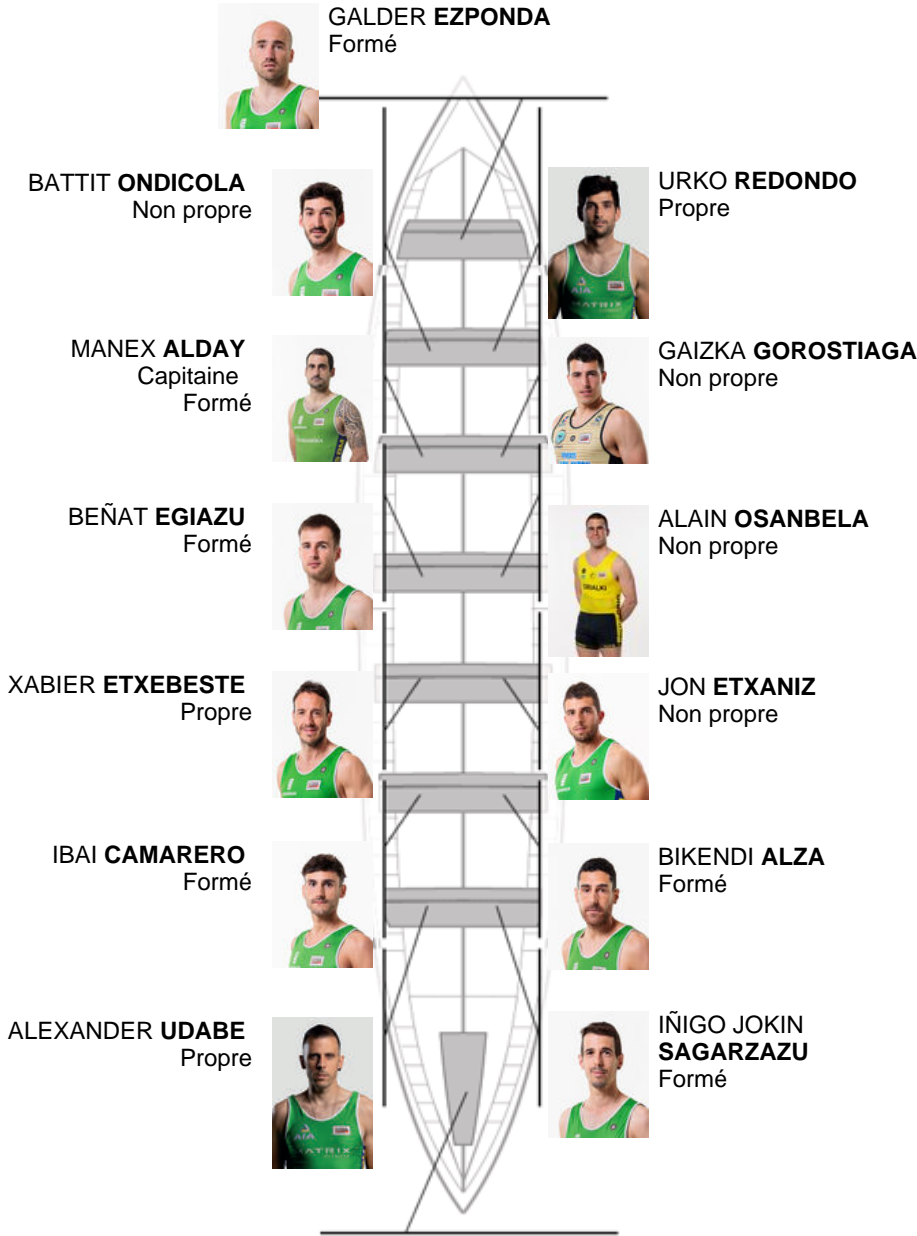 GALDER EZPONDA
Formé
BATTIT ONDICOLA
Non propre
URKO REDONDO
Propre
MANEX ALDAY
Capitaine
Formé
GAIZKA GOROSTIAGA
Non propre
BEÑAT EGIAZU
Formé
ALAIN OSANBELA
Non propre
XABIER ETXEBESTE
Propre
JON ETXANIZ
Non propre
IBAI CAMARERO
Formé
BIKENDI ALZA
Formé
ALEXANDER UDABE
Propre
IÑIGO JOKIN
SAGARZAZU
Formé